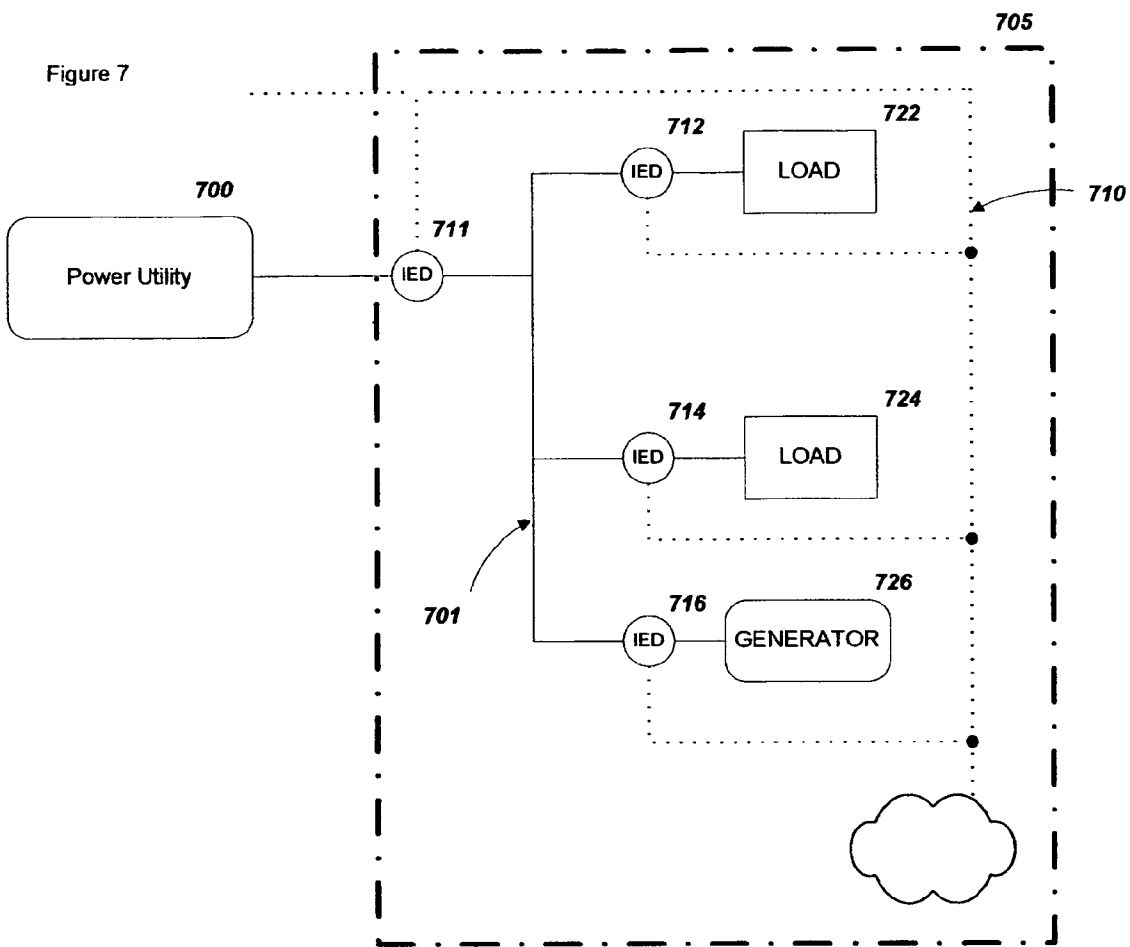 705
Figure 7
712
722
IED
LOAD
700
710
711
Power Utility
IED
714
724
IED
LOAD
701
716
726
IED
GENERATOR